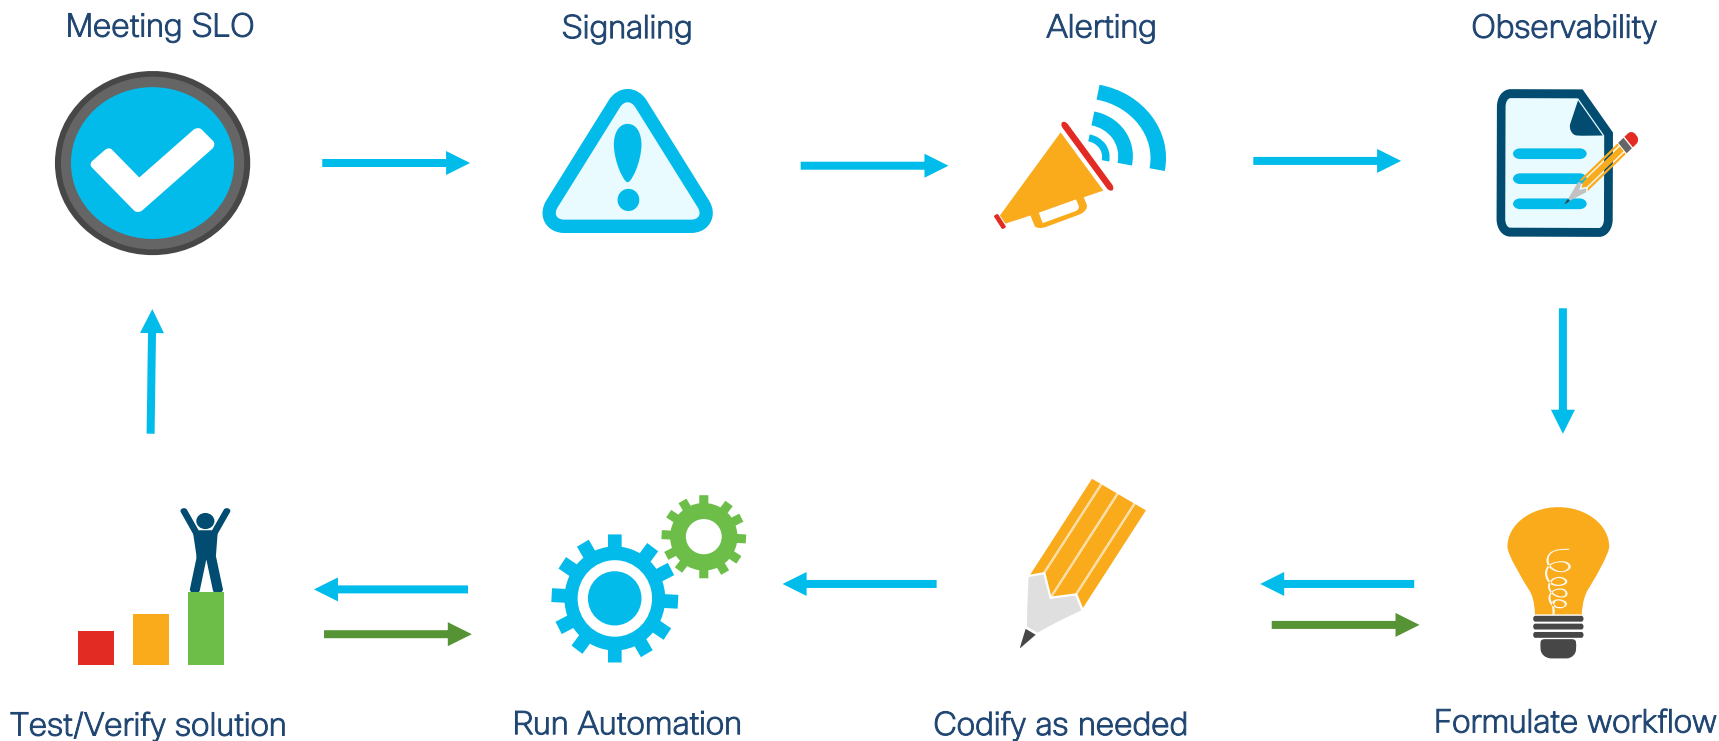 Meeting SLO
Signaling
Alerting
Observability
Test/Verify solution
Run Automation
Codify as needed
Formulate workflow